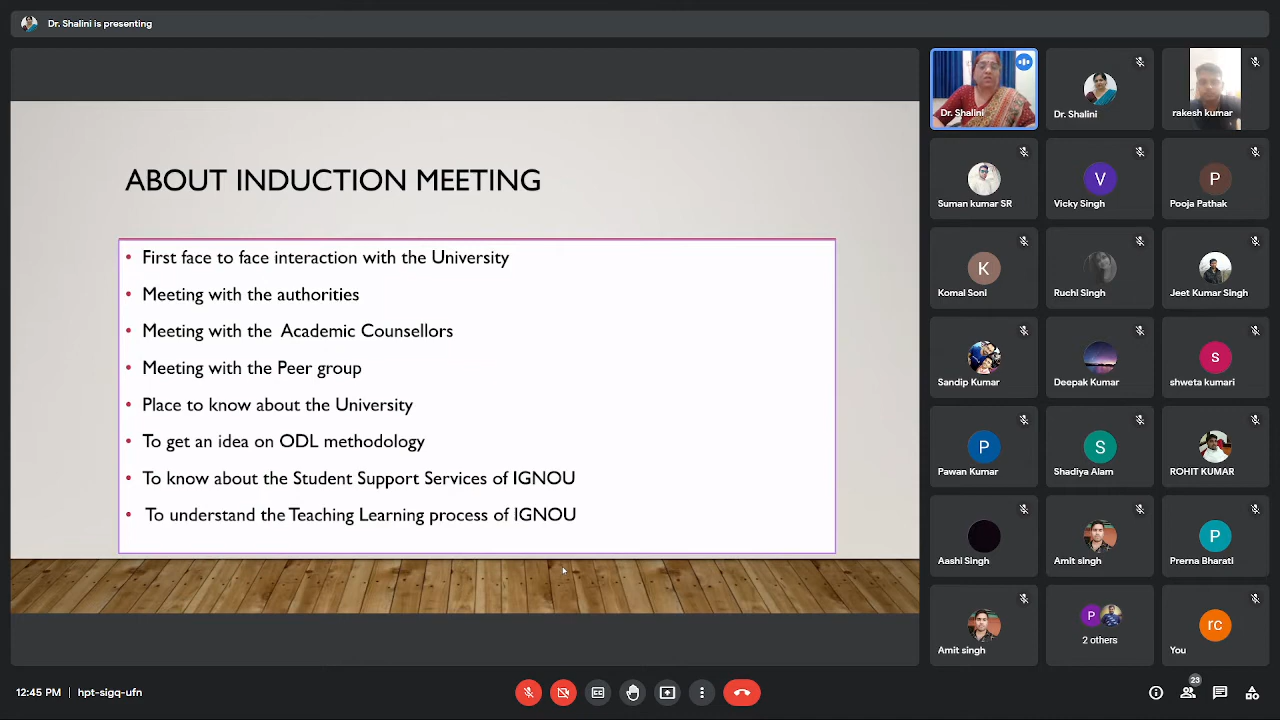 Dr. Shalini is presenting
ABOUT INDUCTION MEETING
• First face to face interaction with the University
• Meeting with the authorities
• Meeting with the Academic Counsellors
• Meeting with the Peer group
• Place to know about the University
• To get an idea on ODL methodology
• To know about the Student Support Services of IGNOU
• To understand the Teaching Learning process of IGNOU
Dr. Shalini
Dr. Shalini
rakesh kumar
Suman kumar SR
V
Vicky Singh
P
Pooja Pathak
K
Komal Soni
Ruchi Singh
Jeet Kumar Singh
Sandip Kumar
Deepak Kumar
s
shweta kumari
P
Pawan Kumar
S
Shadiya Alam
ROHIT KUMAR
Aashi Singh
Amit singh
P
Prerna Bharati
Amit singh
P
2 others
rc
You
12:45 PM | hpt-sigq-ufn
23